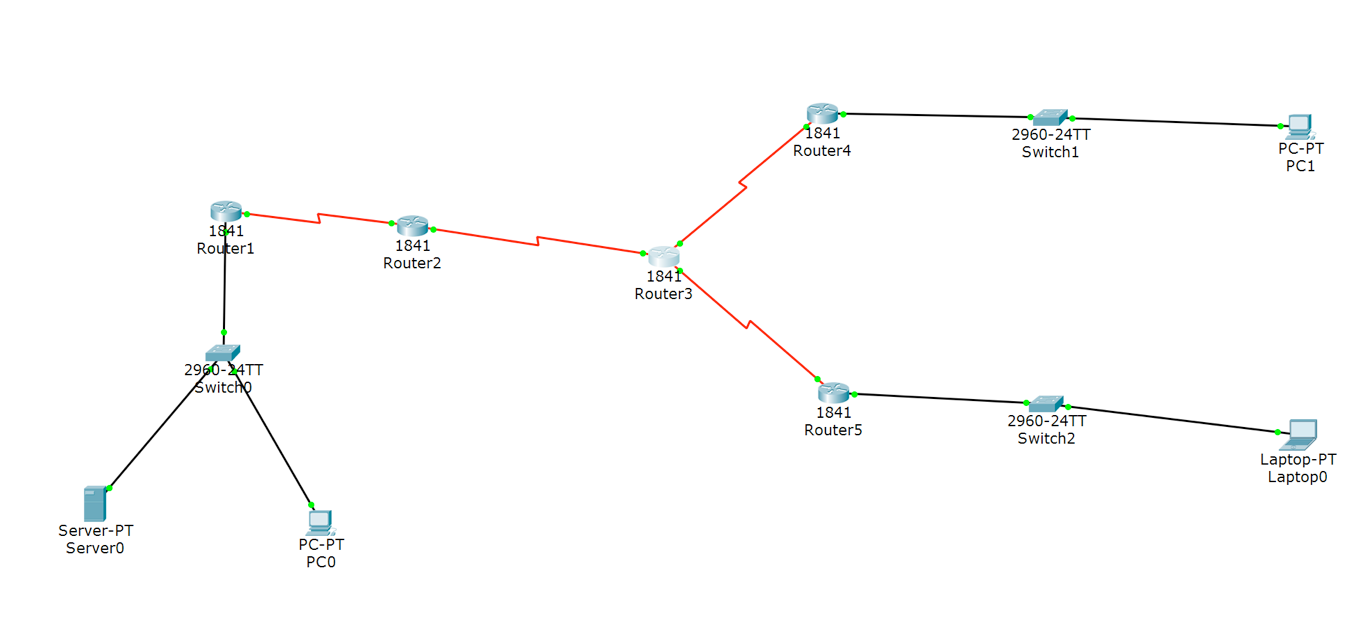 1841
Router4
2960-24TT
Switch1
PC-PT
PC1
1841
Router1
1841
Router2
1841
Router3
2960-24TT
Switch0
1841
Router5
2960-24TT
Switch2
Laptop-PT
Laptop0
Server-PT
Server0
PC-PT
PC0